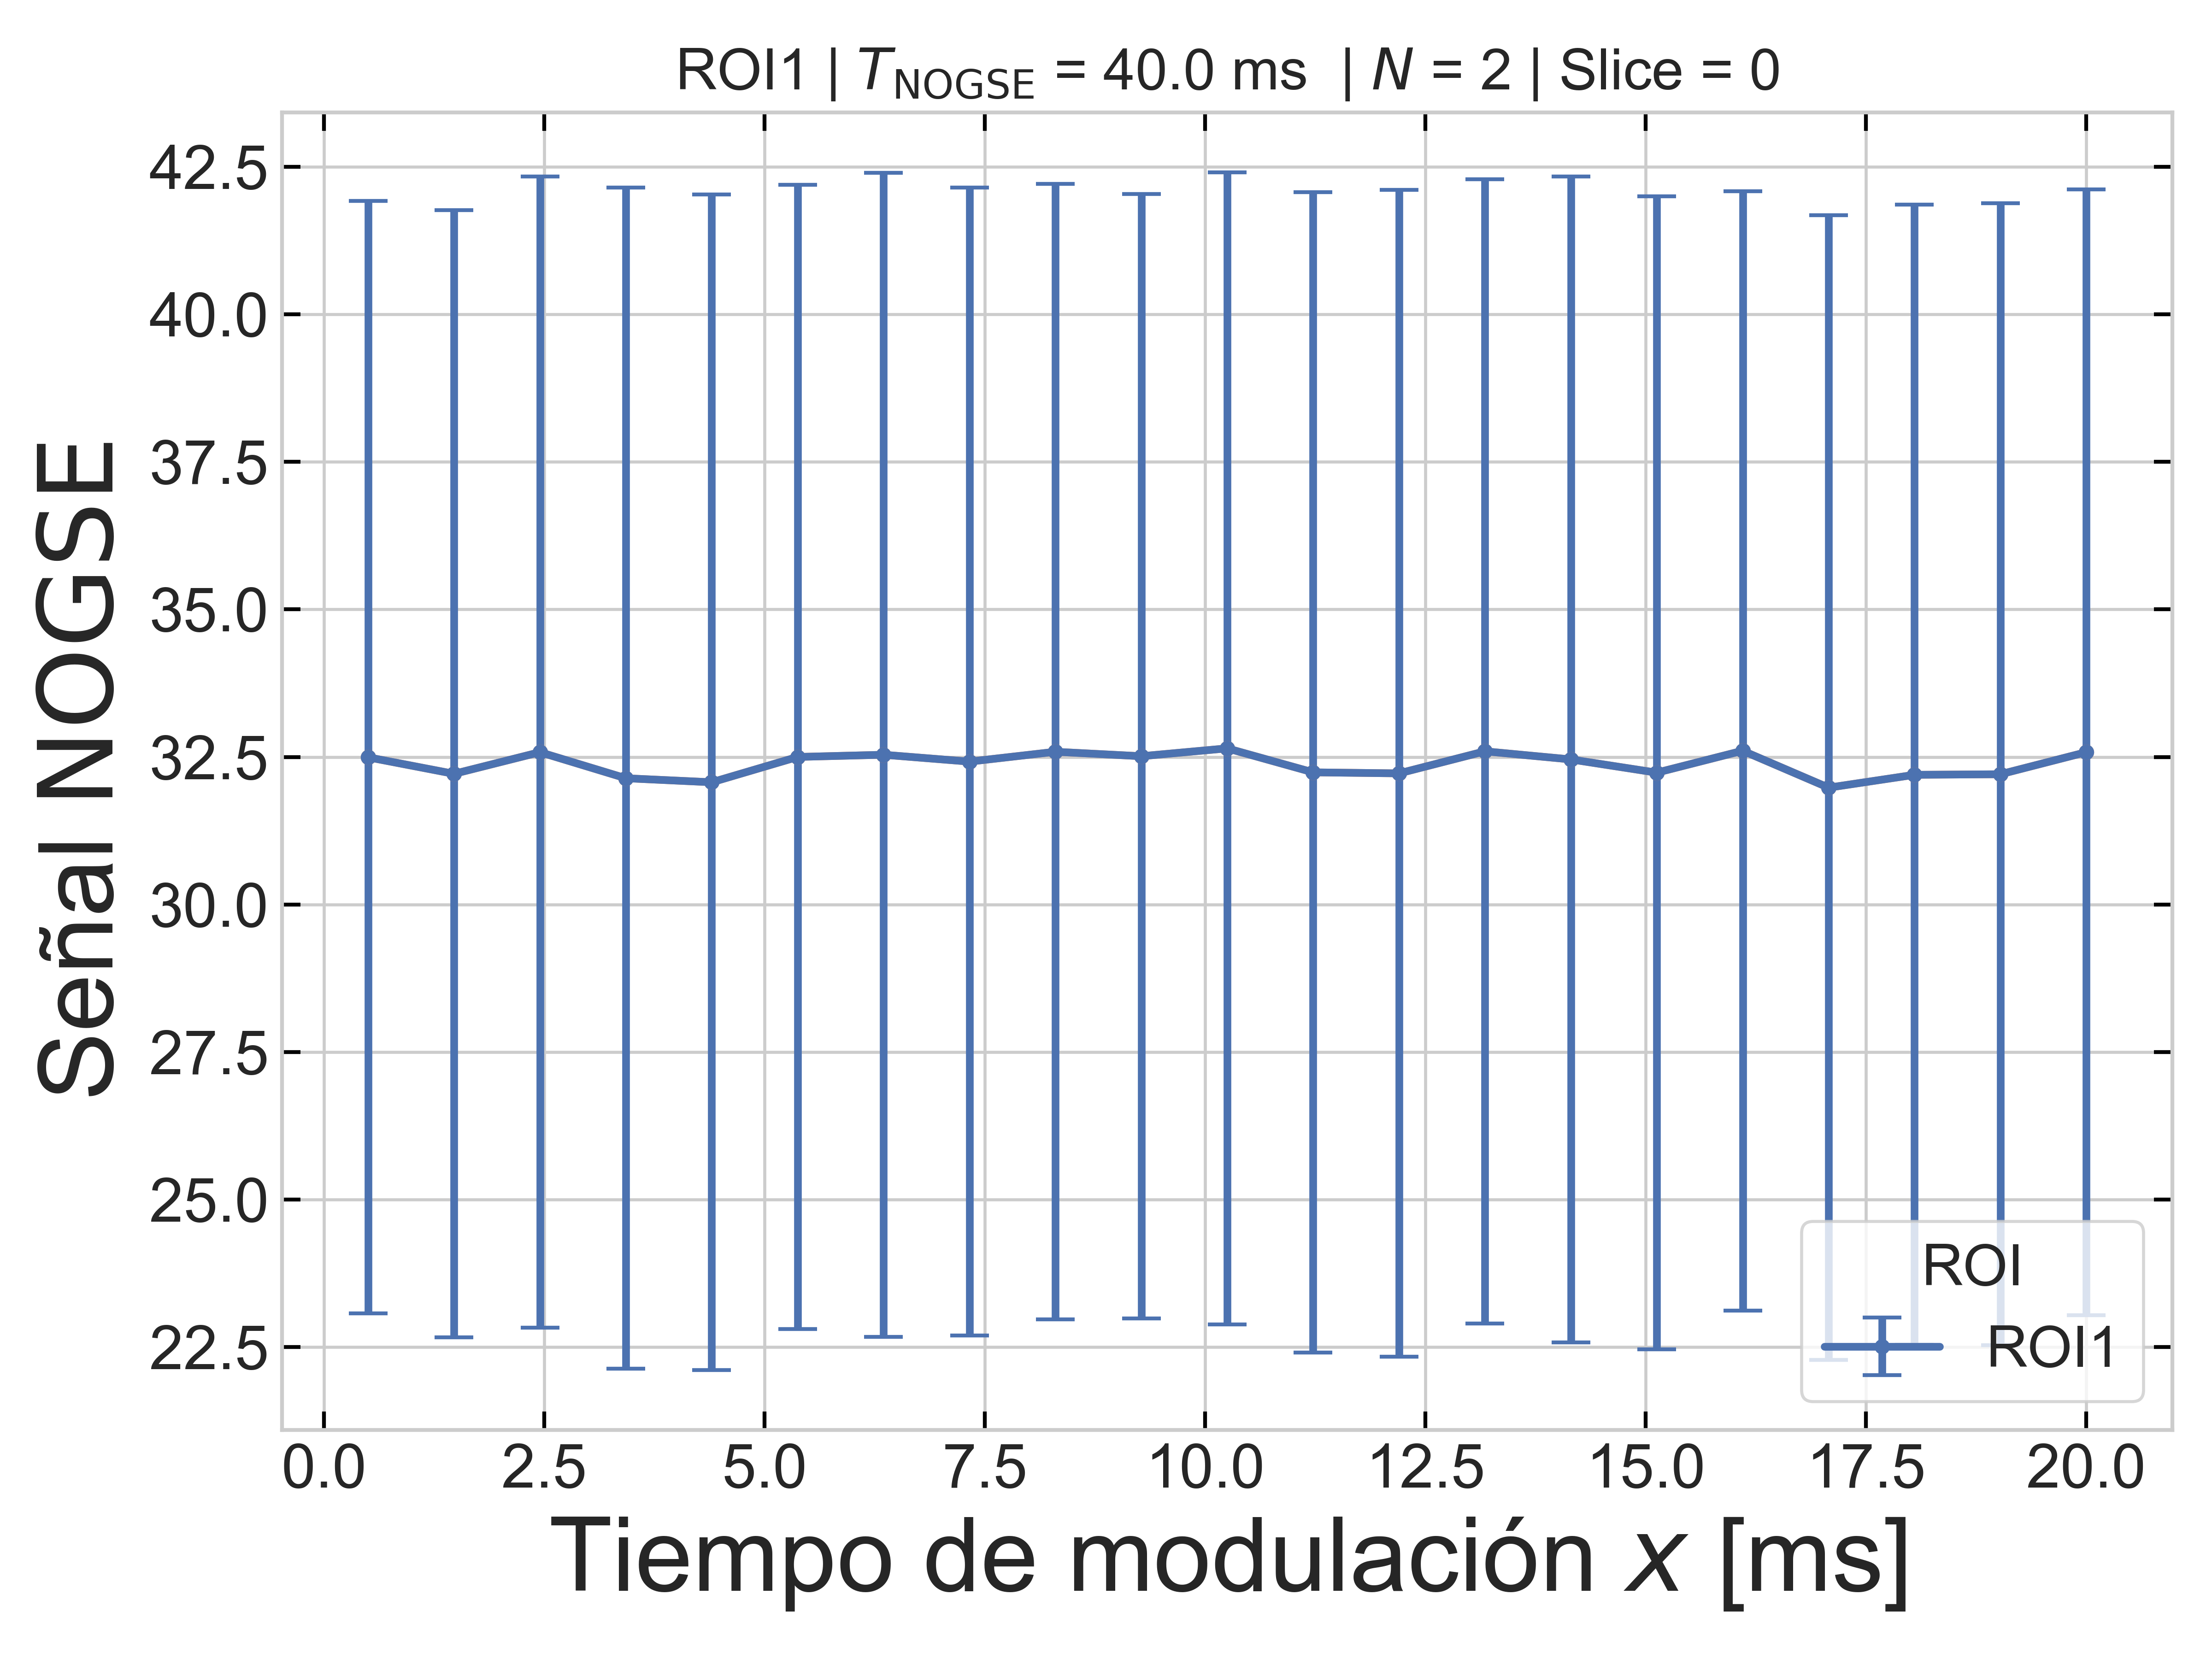 ROI1 | T_NOGSE = 40.0 ms | N = 2 | Slice = 0
Señal NOGSE
42.5
40.0
37.5
35.0
32.5
30.0
27.5
25.0
22.5
ROI
ROI1
0.0 2.5 5.0 7.5 10.0 12.5 15.0 17.5 20.0
Tiempo de modulación x [ms]